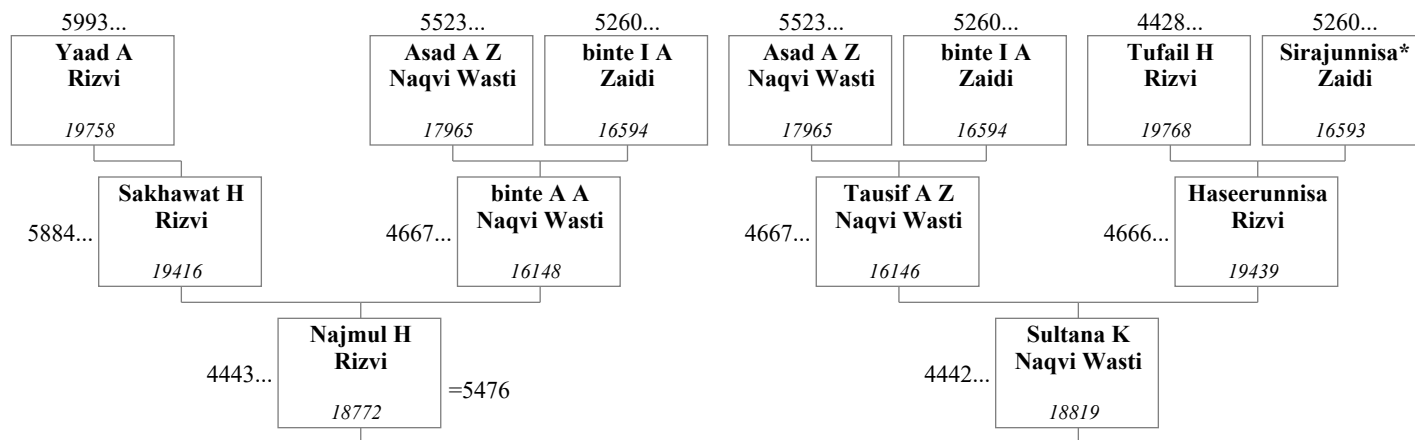 5993...
5523...
5260...
5523...
5260...
4428...
5260...
Yaad A
Rizvi
19758
Asad A Z
Naqvi Wasti
17965
binte I A
Zaidi
16594
Asad A Z
Naqvi Wasti
17965
binte I A
Zaidi
16594
Tufail H
Rizvi
19768
Sirajunnisa*
Zaidi
16593
5884...
Sakhawat H
Rizvi
19416
4667...
binte A A
Naqvi Wasti
16148
4667...
Tausif A Z
Naqvi Wasti
16146
4666...
Haseerunnisa
Rizvi
19439
4443...
Najmul H
Rizvi
18772
=5476
4442...
Sultana K
Naqvi Wasti
18819